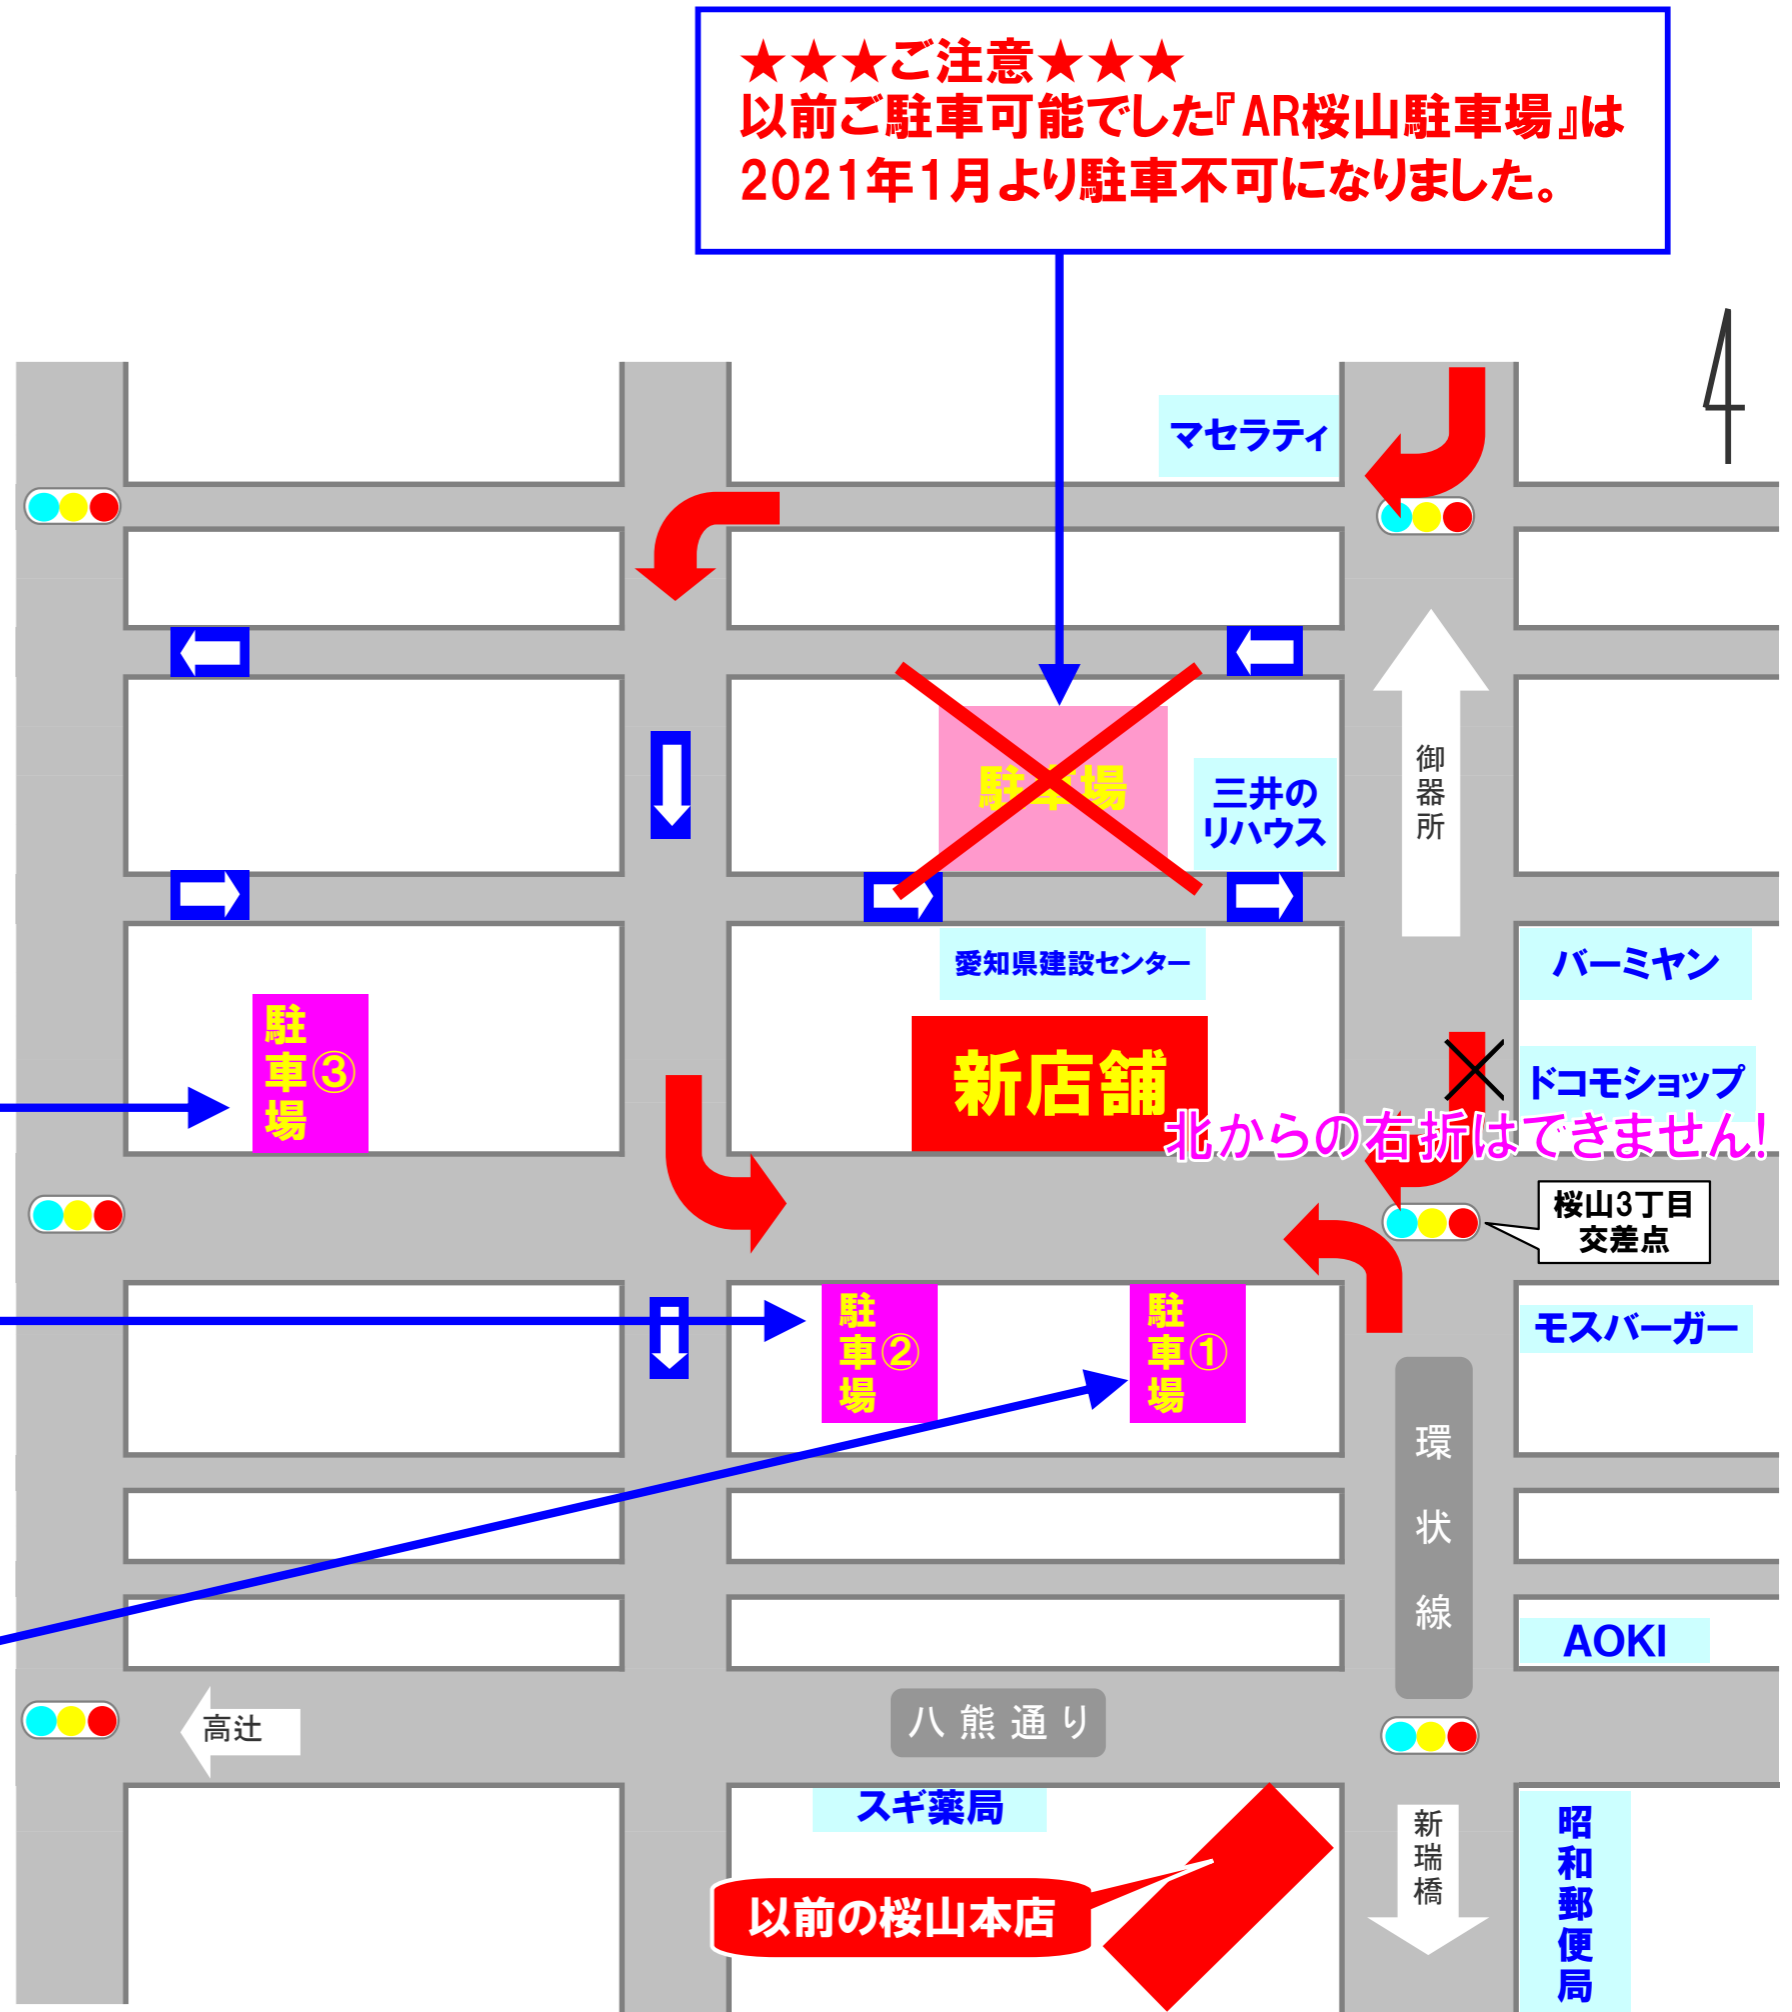 ★★★ご注意★★★
以前ご駐車可能でした『AR桜山駐車場』は
2021年1月より駐車不可になりました。
マセラティ
駐車場
三井の
リハウス
御器所
愛知県建設センター
バーミヤン
駐車場③
新店舗
ドコモショップ
北からの右折はできません!
桜山3丁目
交差点
駐車場②
駐車場①
モスバーガー
環状線
AOKI
高辻
八熊通り
スギ薬局
新瑞橋
昭和郵便局
以前の桜山本店